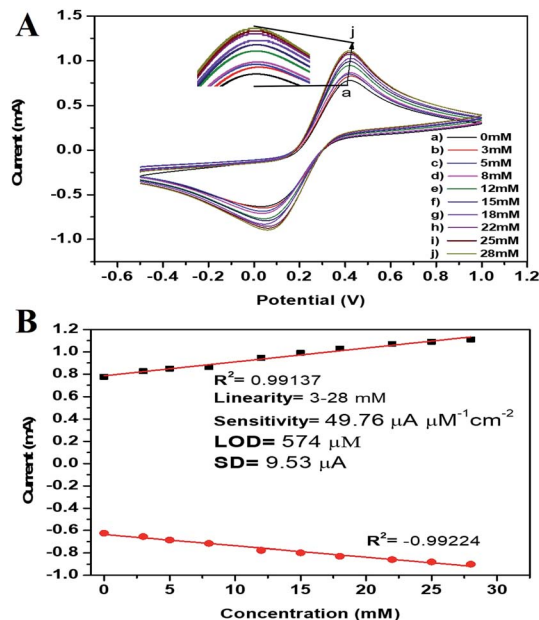 A
1.5
1.0
0.5
0.0
-0.5
-1.0
Current (mA)
j
a
a) 0mM
b) 3mM
c) 5mM
d) 8mM
e) 12mM
f) 15mM
g) 18mM
h) 22mM
i) 25mM
j) 28mM
-0.6 -0.4 -0.2 0.0 0.2 0.4 0.6 0.8 1.0 1.2
Potential (V)
B
1.2
1.0
0.8
0.6
0.4
0.2
0.0
-0.2
-0.4
-0.6
-0.8
-1.0
Current (mA)
R²= 0.99137
Linearity= 3-28 mM
Sensitivity= 49.76 µA µM⁻¹cm⁻²
LOD= 574 µM
SD= 9.53 µA
R²= -0.99224
0 5 10 15 20 25 30
Concentration (mM)